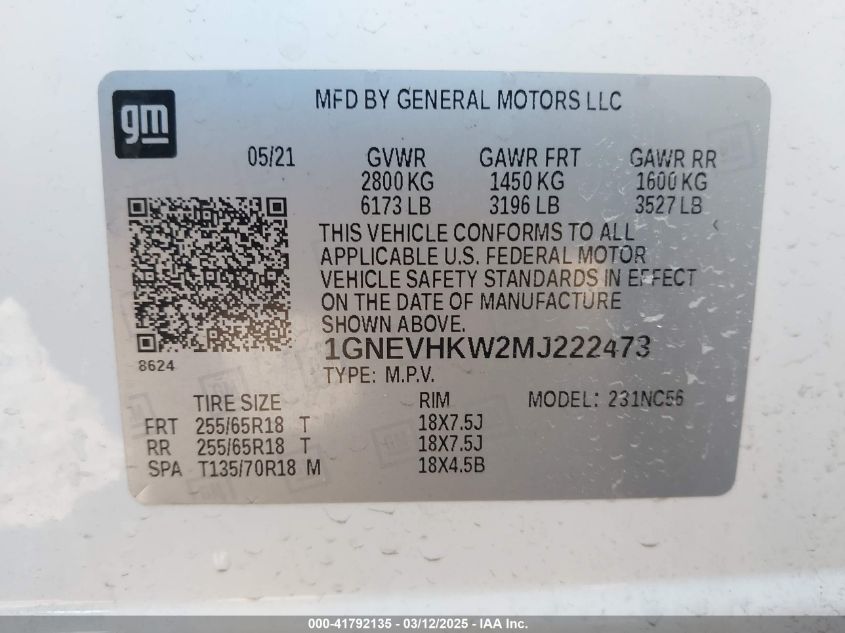 gm
MFD BY GENERAL MOTORS LLC
05/21 GVWR GAWR FRT GAWR RR
2800 KG 1450 KG 1600 KG
6173 LB 3196 LB 3527 LB
THIS VEHICLE CONFORMS TO ALL
APPLICABLE U.S. FEDERAL MOTOR
VEHICLE SAFETY STANDARDS IN EFFECT
ON THE DATE OF MANUFACTURE
SHOWN ABOVE.
1GNEVHKW2MJ222473
8624
TYPE: M.P.V.
TIRE SIZE RIM MODEL: 231NC56
FRT 255/65R18 T 18X7.5J
RR 255/65R18 T 18X7.5J
SPA T135/70R18 M 18X4.5B
000-41792135 - 03/12/2025 - IAA Inc.